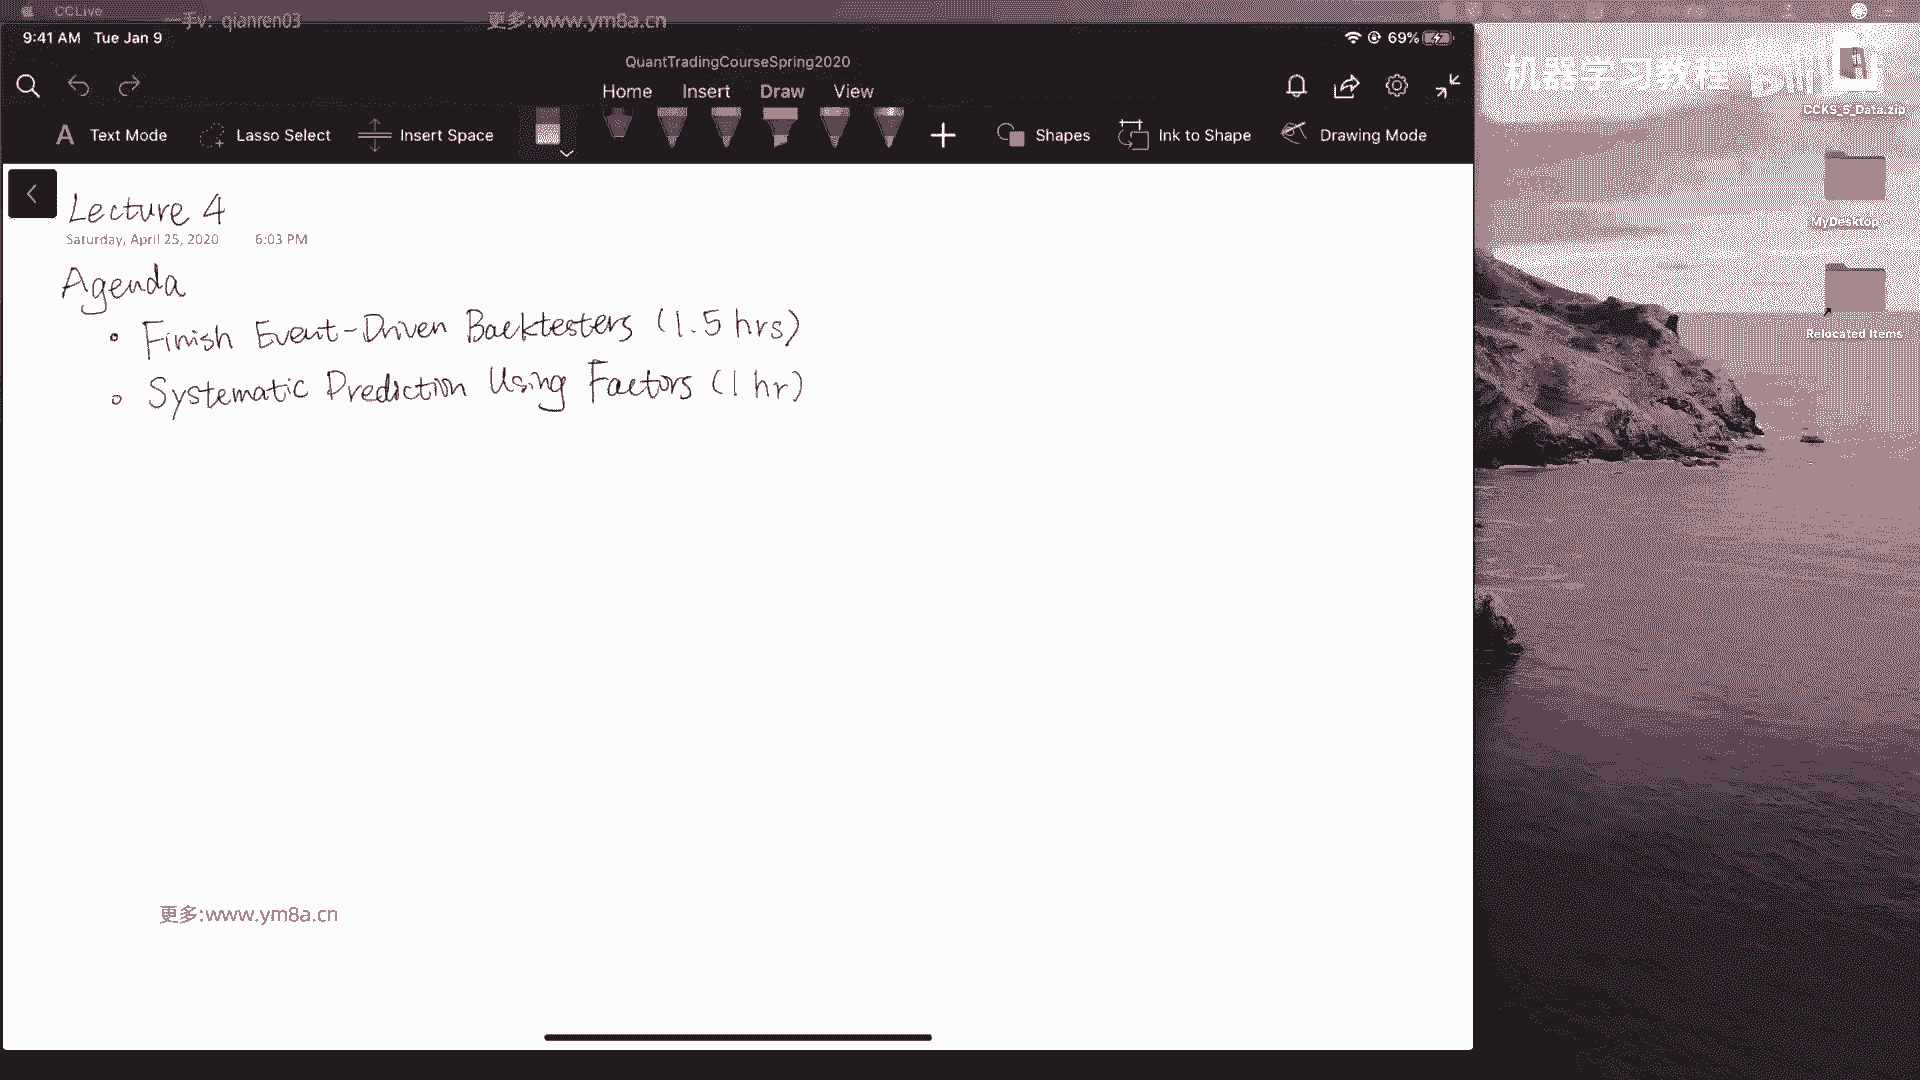 CCLive
一手v: qianren03
更多:www.ym8a.cn
9:41 AM Tue Jan 9
69%
QuantTradingCourseSpring2020
Home Insert Draw View
Text Mode
Lasso Select
Insert Space
Shapes
Ink to Shape
Drawing Mode
机器学习教程 bili
CCKS_5_Data.zip
MyDesktop
Relocated Items
Lecture 4
Saturday, April 25, 2020 6:03 PM
Agenda
Finish Event-Driven Backtesters (1.5 hrs)
Systematic Prediction Using Factors (1 hr)
更多:www.ym8a.cn